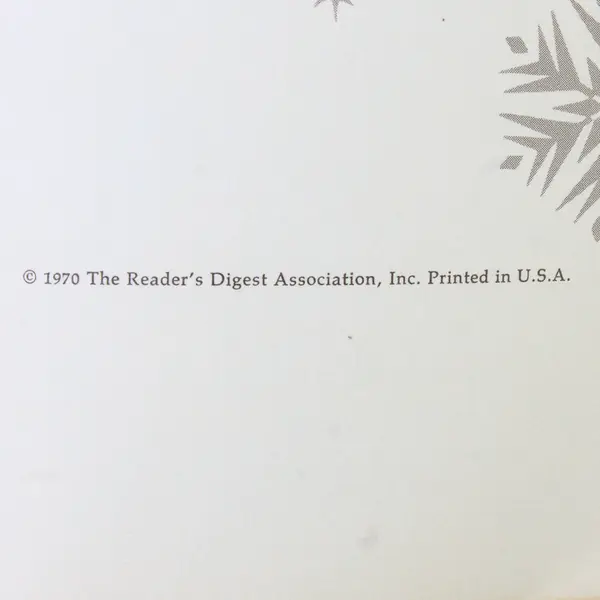 © 1970 The Reader's Digest Association, Inc. Printed in U.S.A.